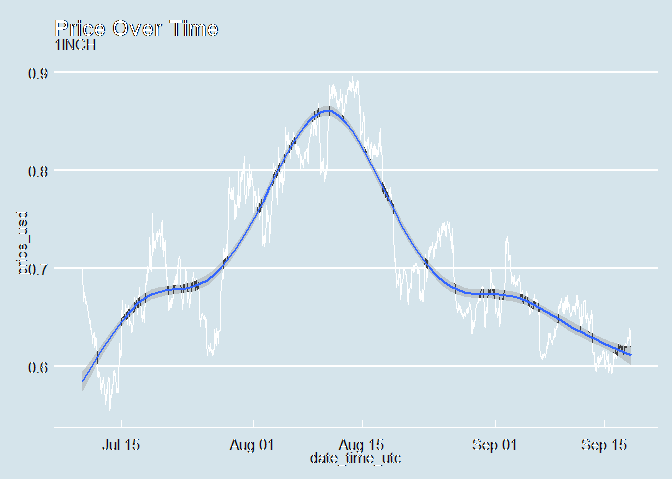 Price Over Time
1INCH
0.9
0.8
0.7
0.6
price_usd
Jul 15 Aug 01 Aug 15 Sep 01 Sep 15
date_time_utc